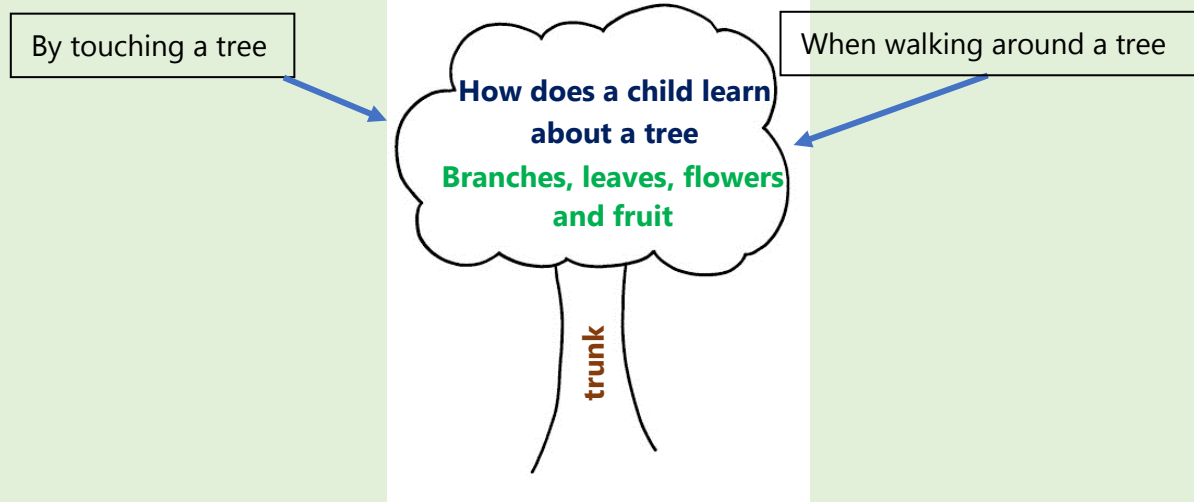 By touching a tree
When walking around a tree
How does a child learn
about a tree
Branches, leaves, flowers
and fruit
trunk